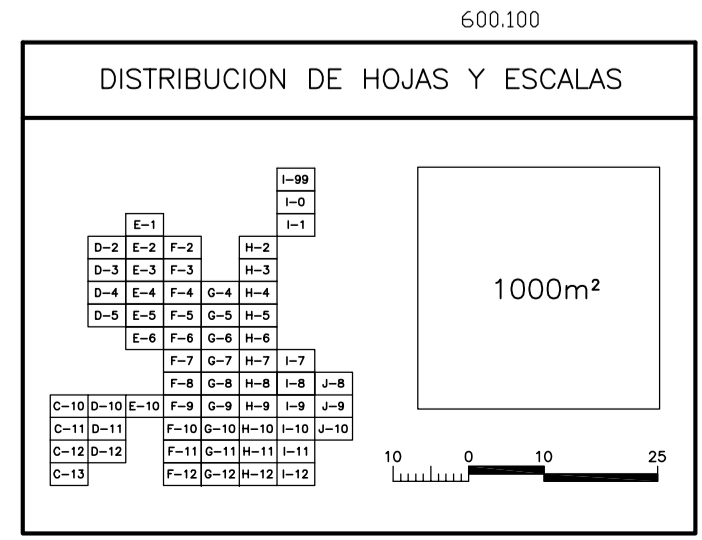 600.100
DISTRIBUCION DE HOJAS Y ESCALAS
I-99
I-0
E-1 I-1
D-2 E-2 F-2 H-2
D-3 E-3 F-3 H-3
D-4 E-4 F-4 G-4 H-4
D-5 E-5 F-5 G-5 H-5
E-6 F-6 G-6 H-6
F-7 G-7 H-7 I-7
F-8 G-8 H-8 I-8 J-8
C-10 D-10 E-10 F-9 G-9 H-9 I-9 J-9
C-11 D-11 F-10 G-10 H-10 I-10 J-10
C-12 D-12 F-11 G-11 H-11 I-11
C-13 F-12 G-12 H-12 I-12
1000m²
10 0 10 25